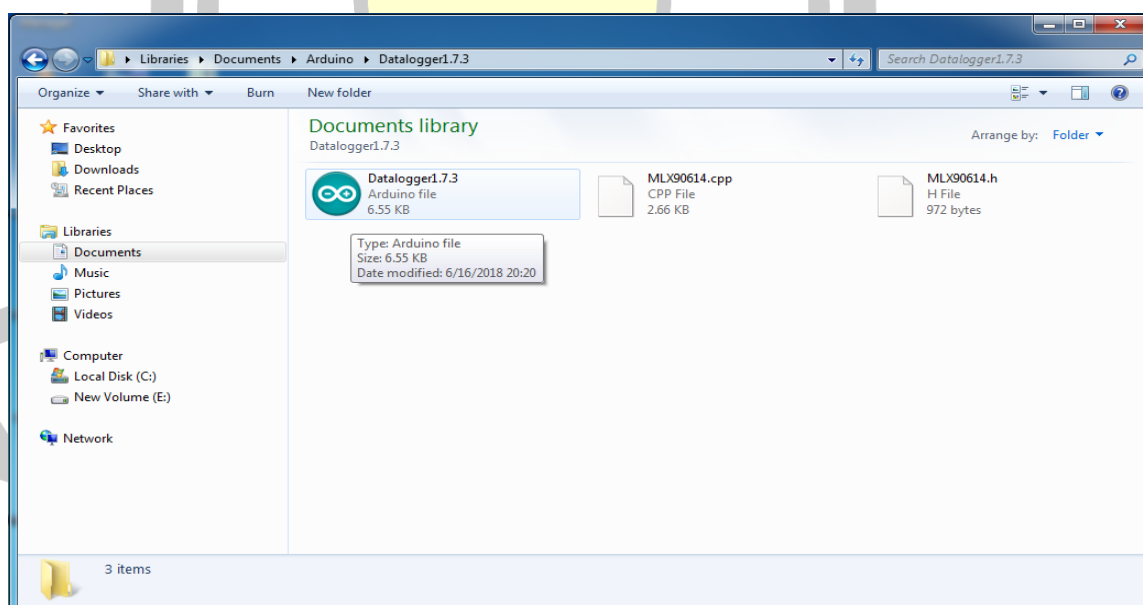 Libraries Documents Arduino Datalogger1.7.3
Search Datalogger1.7.3
Organize Share with Burn New folder
Favorites
Desktop
Downloads
Recent Places
Libraries
Documents
Music
Pictures
Videos
Computer
Local Disk (C:)
New Volume (E:)
Network
Documents library
Datalogger1.7.3
Arrange by: Folder
Datalogger1.7.3
Arduino file
6.55 KB
MLX90614.cpp
CPP File
2.66 KB
MLX90614.h
H File
972 bytes
Type: Arduino file
Size: 6.55 KB
Date modified: 6/16/2018 20:20
3 items